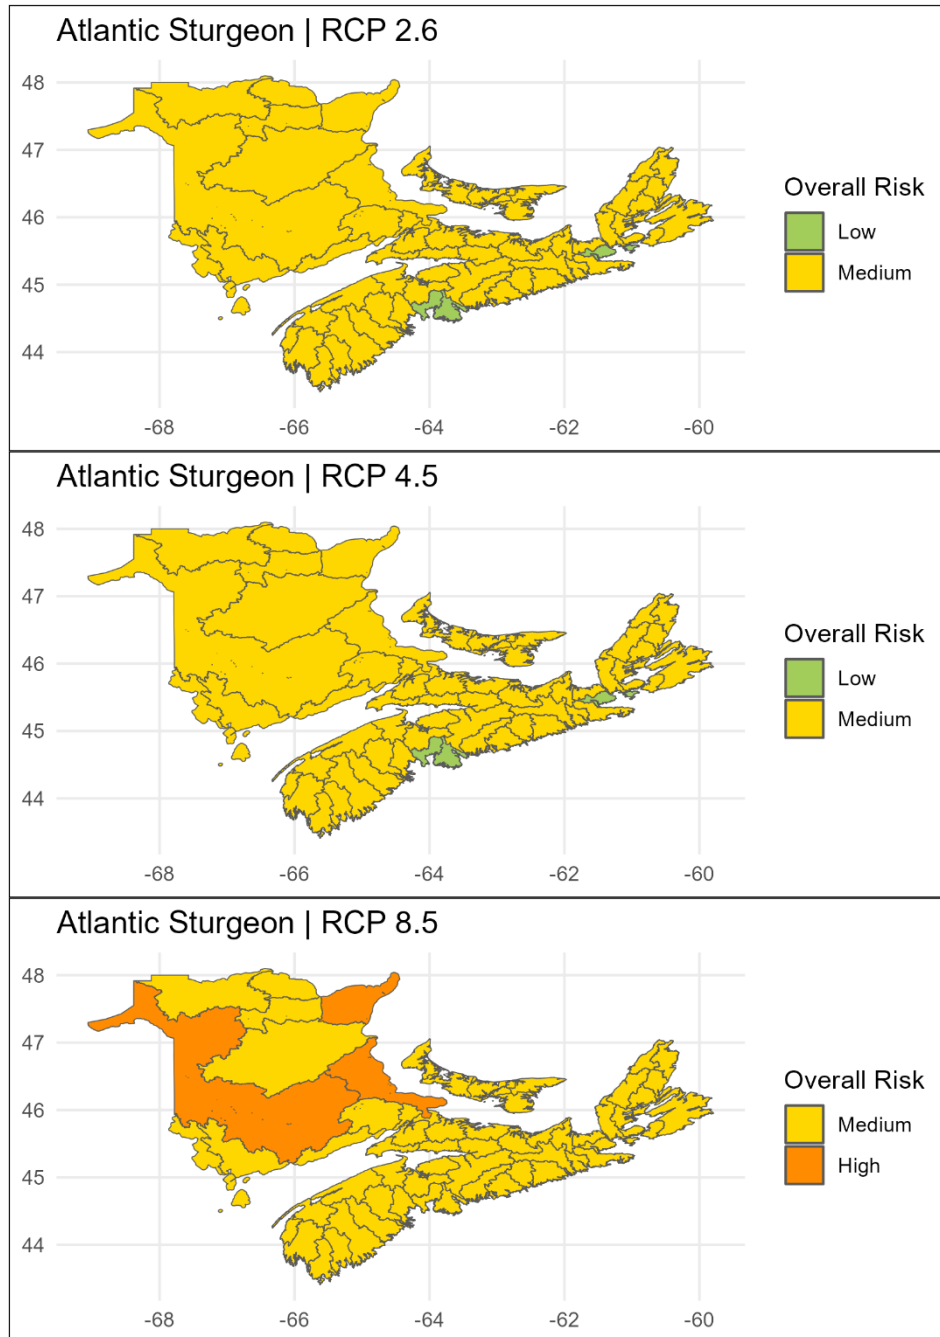 Atlantic Sturgeon | RCP 2.6
48
47
46
45
44
-68
-66
-64
-62
-60
Overall Risk
Low
Medium
Atlantic Sturgeon | RCP 4.5
48
47
46
45
44
-68
-66
-64
-62
-60
Overall Risk
Low
Medium
Atlantic Sturgeon | RCP 8.5
48
47
46
45
44
-68
-66
-64
-62
-60
Overall Risk
Medium
High